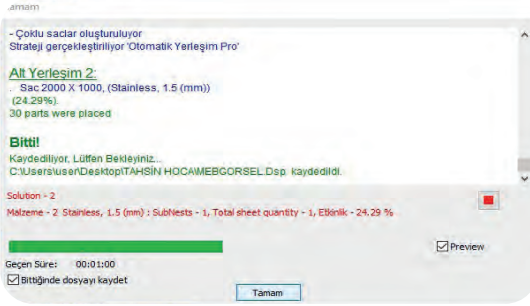 amam
- Çoklu saclar oluşturuluyor
Strateji gerçekleştiriliyor 'Otomatik Yerleşim Pro'
Alt Yerleşim 2:
. Sac 2000 X 1000, (Stainless, 1.5 (mm))
(24.29%).
30 parts were placed
Bitti!
Kaydediliyor, Lütfen Bekleyiniz...
C:\Users\user\Desktop\TAHSİN HOCA\MEBGORSEL.Dsp kaydedildi.
Solution - 2
Malzeme - 2 Stainless, 1.5 (mm) : SubNests - 1, Total sheet quantity - 1, Etkinlik - 24.29 %
Preview
Geçen Süre: 00:01:00
Bittiğinde dosyayı kaydet
Tamam